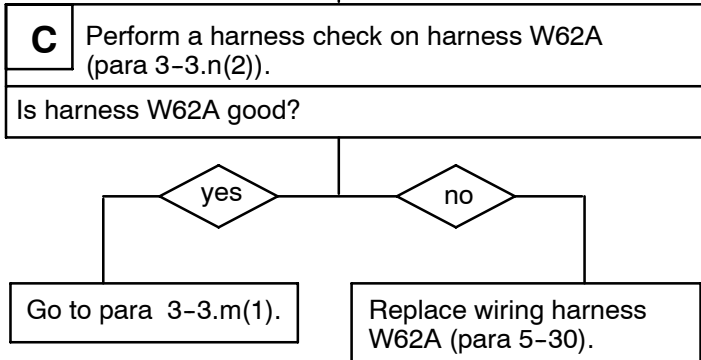 C
Perform a harness check on harness W62A
(para 3-3.n(2)).
Is harness W62A good?
yes
no
Go to para 3-3.m(1).
Replace wiring harness
W62A (para 5-30).